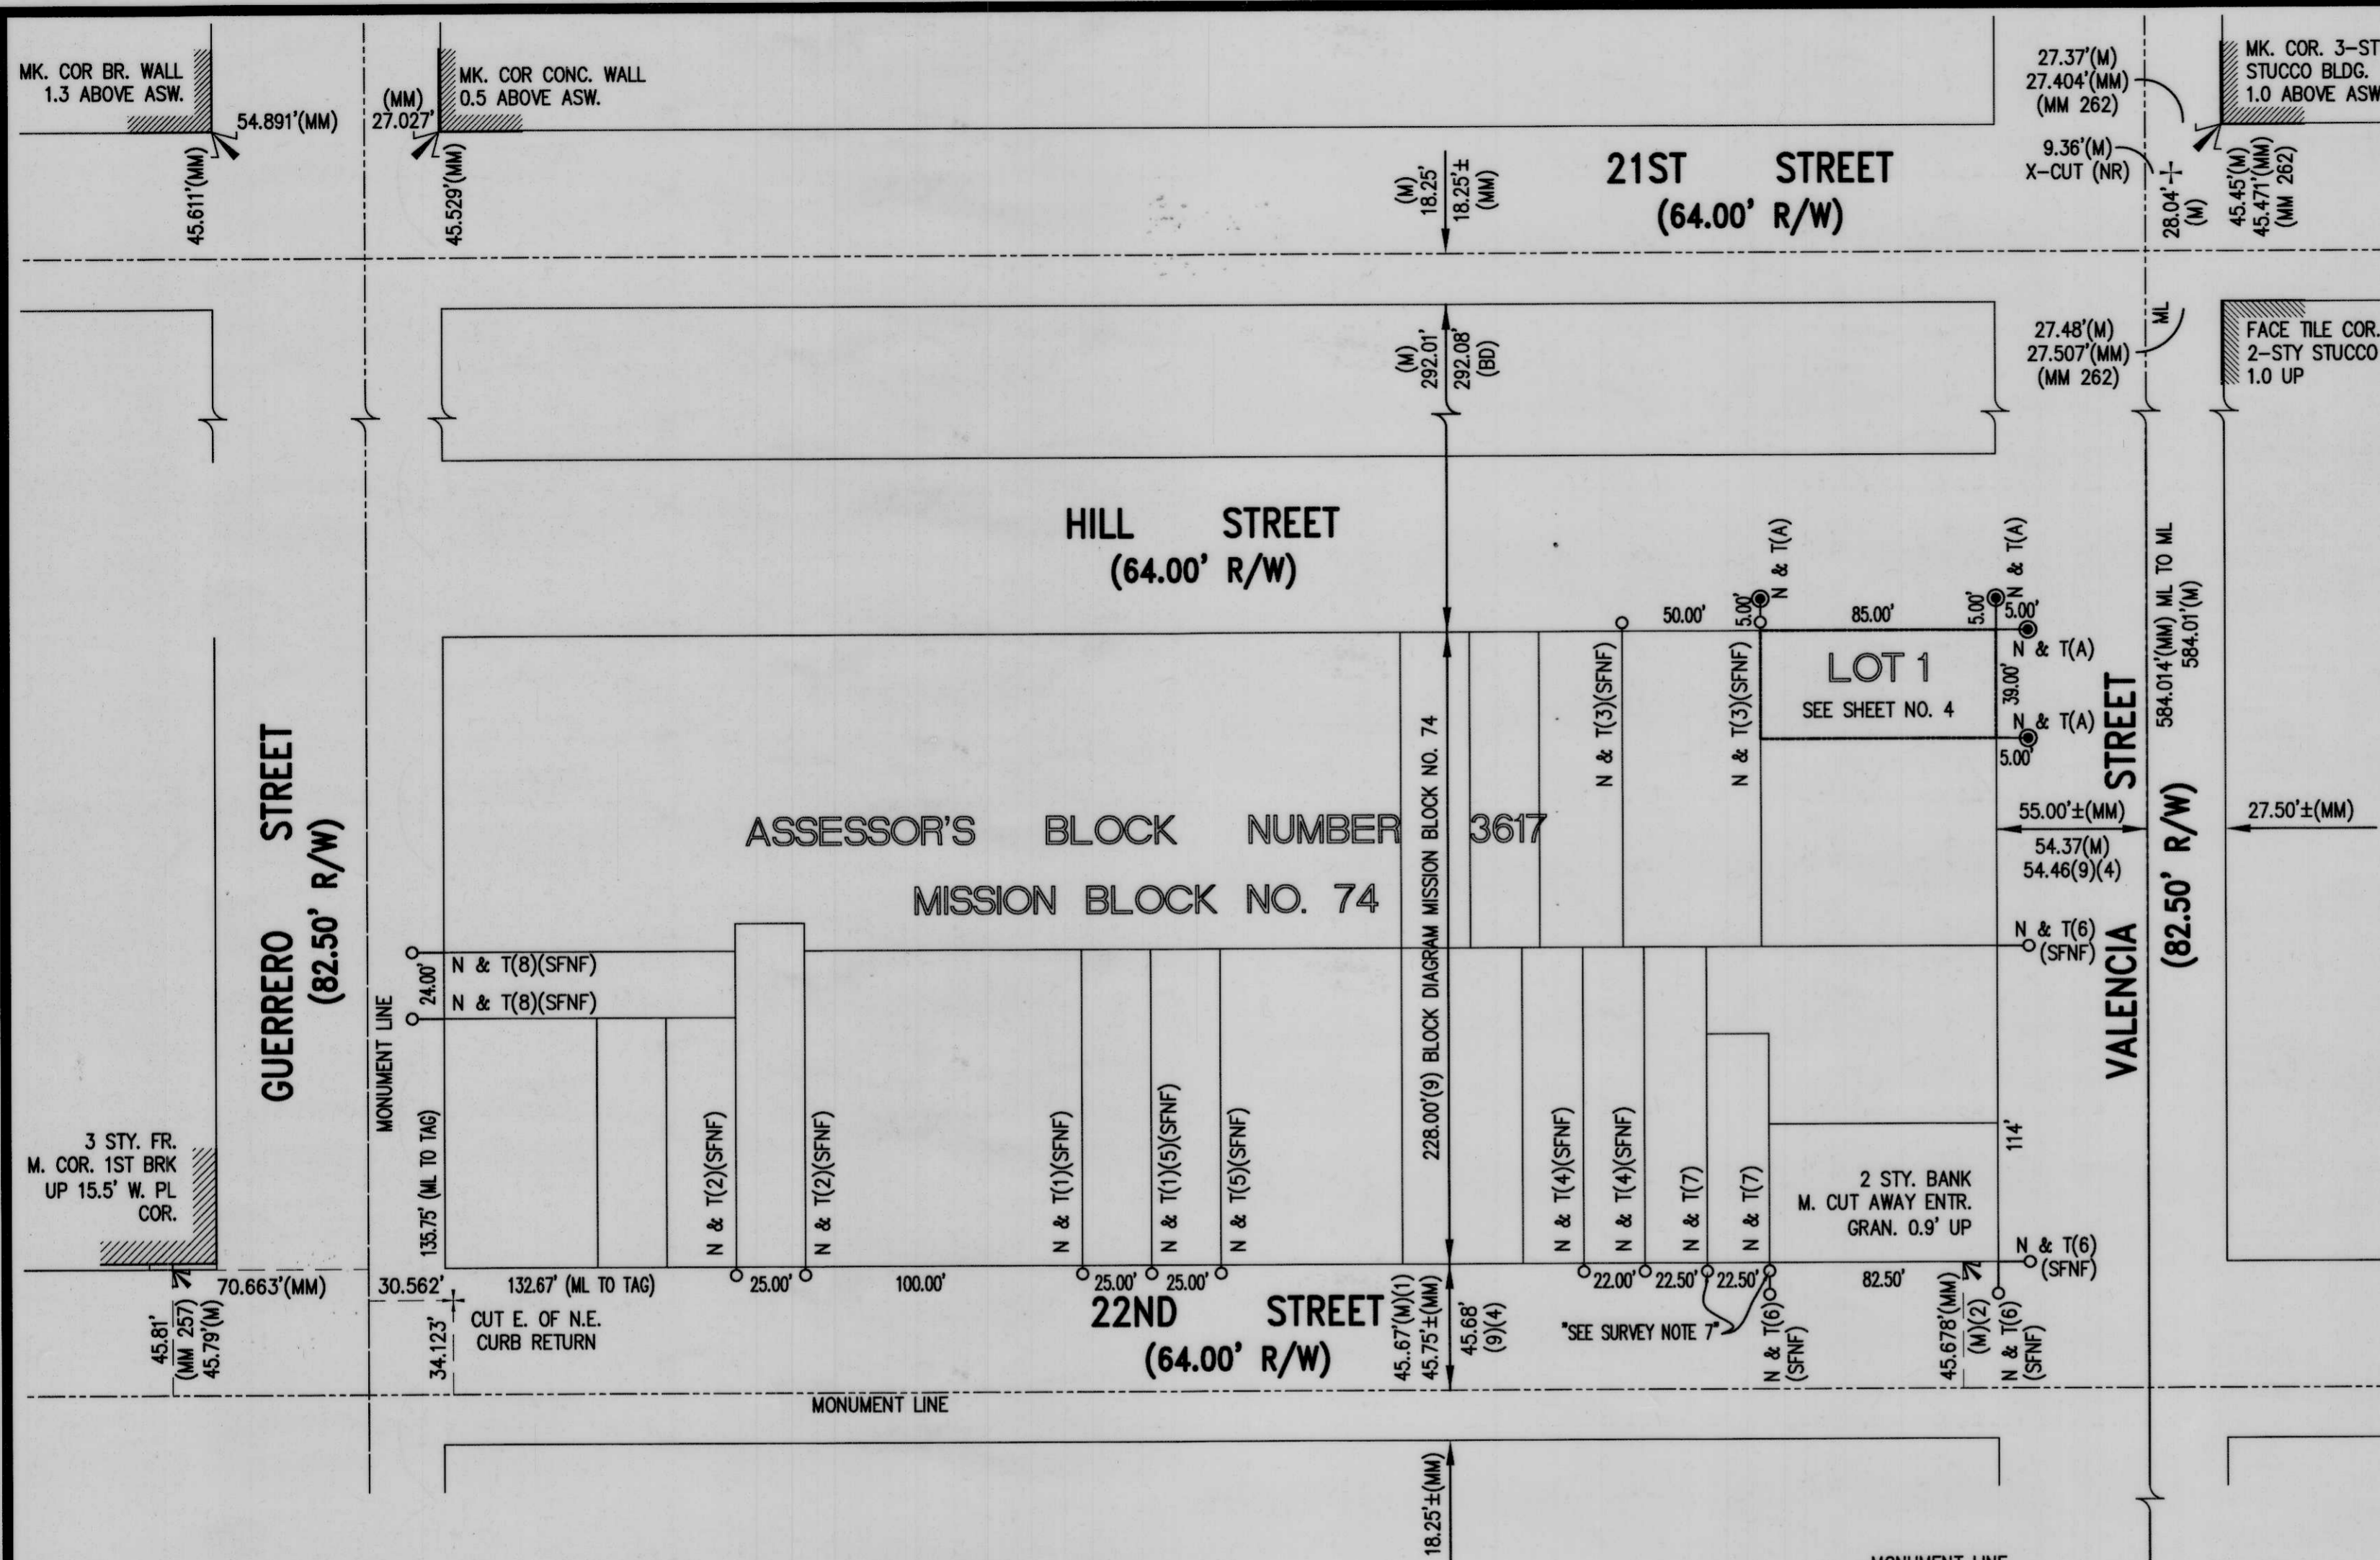 MK. COR BR. WALL
1.3 ABOVE ASW.
54.891'(MM)
45.611'(MM)
(MM)
27.027'
MK. COR CONC. WALL
0.5 ABOVE ASW.
45.529'(MM)
(M)
18.25'
18.25'±
(MM)
21ST STREET
(64.00' R/W)
27.37'(M)
27.404'(MM)
(MM 262)
9.36'(M)
X-CUT (NR)
28.04'
(M)
MK. COR. 3-ST
STUCCO BLDG.
1.0 ABOVE ASW
45.45'(M)
45.471'(MM)
(MM 262)
(M)
292.01'
292.08'
(BD)
27.48'(M)
27.507'(MM)
(MM 262)
ML
FACE TILE COR.
2-STY STUCCO
1.0 UP
HILL STREET
(64.00' R/W)
N & T(A)
N & T(A)
50.00'
5.00'
85.00'
5.00'
5.00'
N & T(A)
N & T(3)(SFNF)
N & T(3)(SFNF)
LOT 1
SEE SHEET NO. 4
39.00'
N & T(A)
5.00'
584.014'(MM) ML TO ML
584.01'(M)
GUERRERO STREET
(82.50' R/W)
VALENCIA STREET
(82.50' R/W)
ASSESSOR'S BLOCK NUMBER 3617
MISSION BLOCK NO. 74
228.00'(9) BLOCK DIAGRAM MISSION BLOCK NO. 74
55.00'±(MM)
54.37(M)
54.46(9)(4)
27.50'±(MM)
N & T(6)
(SFNF)
24.00'
N & T(8)(SFNF)
N & T(8)(SFNF)
MONUMENT LINE
135.75' (ML TO TAG)
3 STY. FR.
M. COR. 1ST BRK
UP 15.5' W. PL
COR.
N & T(2)(SFNF)
N & T(2)(SFNF)
N & T(1)(SFNF)
N & T(1)(5)(SFNF)
N & T(5)(SFNF)
N & T(4)(SFNF)
N & T(4)(SFNF)
N & T(7)
N & T(7)
114'
2 STY. BANK
M. CUT AWAY ENTR.
GRAN. 0.9' UP
N & T(6)
(SFNF)
70.663'(MM)
30.562'
132.67' (ML TO TAG)
25.00'
100.00'
25.00'
25.00'
22.00'
22.50'
22.50'
82.50'
45.81'
(MM 257)
45.79'(M)
34.123'
CUT E. OF N.E.
CURB RETURN
22ND STREET
(64.00' R/W)
45..67'(M)(1)
45.75'±(MM)
45.68'
(9)(4)
"SEE SURVEY NOTE 7"
N & T(6)
(SFNF)
45.678'(MM)
(M)(2)
N & T(6)
(SFNF)
MONUMENT LINE
18.25'±(MM)
MONUMENT LINE